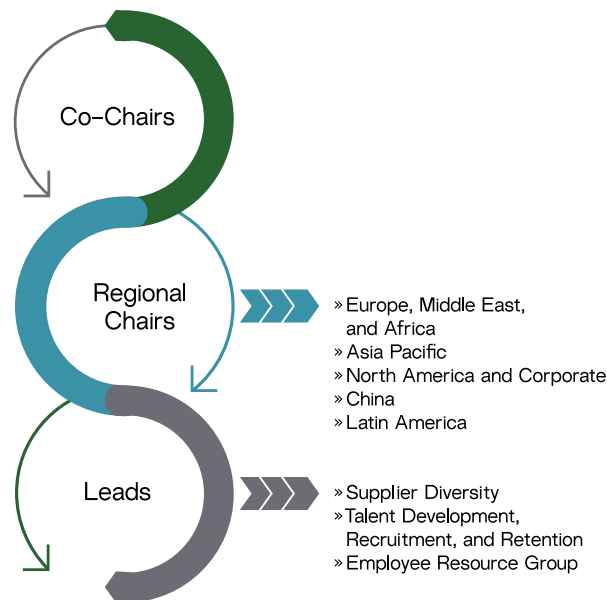 Co–Chairs
Regional
Chairs
» Europe, Middle East,
and Africa
» Asia Pacific
» North America and Corporate
» China
» Latin America
Leads
» Supplier Diversity
» Talent Development,
Recruitment, and Retention
» Employee Resource Group